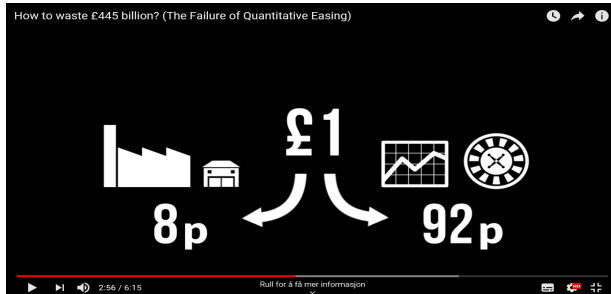 How to waste £445 billion? (The Failure of Quantitative Easing)
£1
8p
92p
2:56 / 6:15
Rull for å få mer informasjon
HD